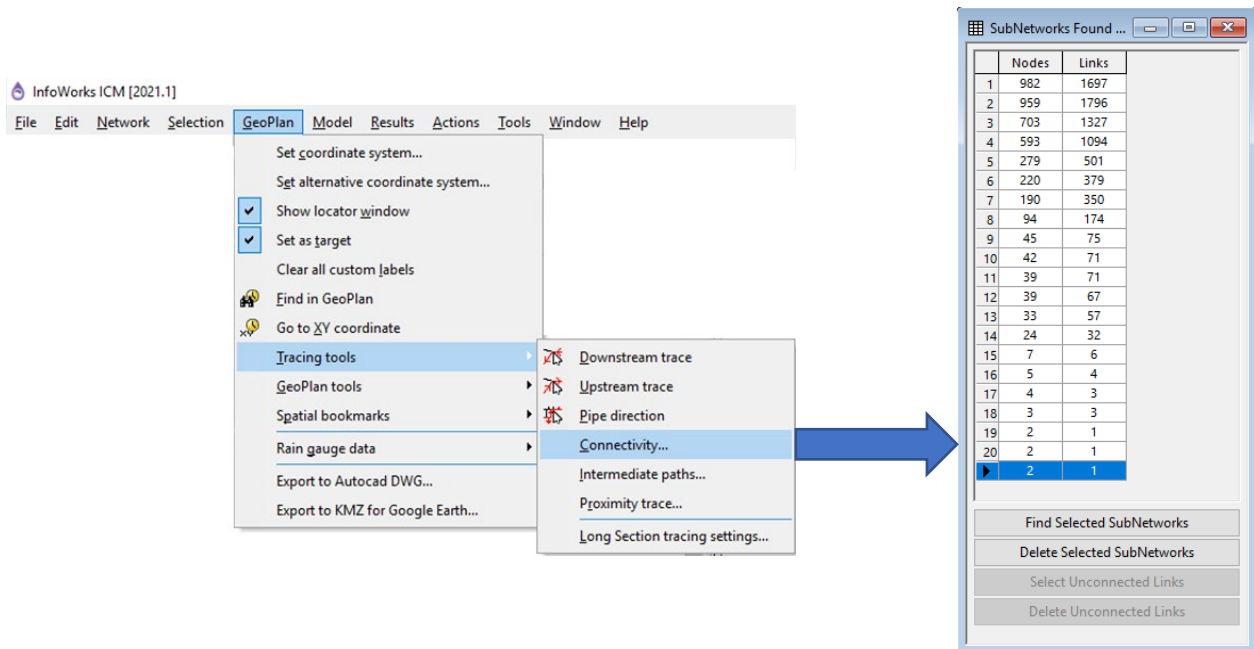 InfoWorks ICM [2021.1]
File Edit Network Selection GeoPlan Model Results Actions Tools Window Help
Set coordinate system...
Set alternative coordinate system...
Show locator window
Set as target
Clear all custom labels
Find in GeoPlan
Go to XY coordinate
Tracing tools
GeoPlan tools
Spatial bookmarks
Rain gauge data
Export to Autocad DWG...
Export to KMZ for Google Earth...
Downstream trace
Upstream trace
Pipe direction
Connectivity...
Intermediate paths...
Proximity trace...
Long Section tracing settings...
SubNetworks Found ...
Nodes Links
1 982 1697
2 959 1796
3 703 1327
4 593 1094
5 279 501
6 220 379
7 190 350
8 94 174
9 45 75
10 42 71
11 39 71
12 39 67
13 33 57
14 24 32
15 7 6
16 5 4
17 4 3
18 3 3
19 2 1
20 2 1
2 1
Find Selected SubNetworks
Delete Selected SubNetworks
Select Unconnected Links
Delete Unconnected Links